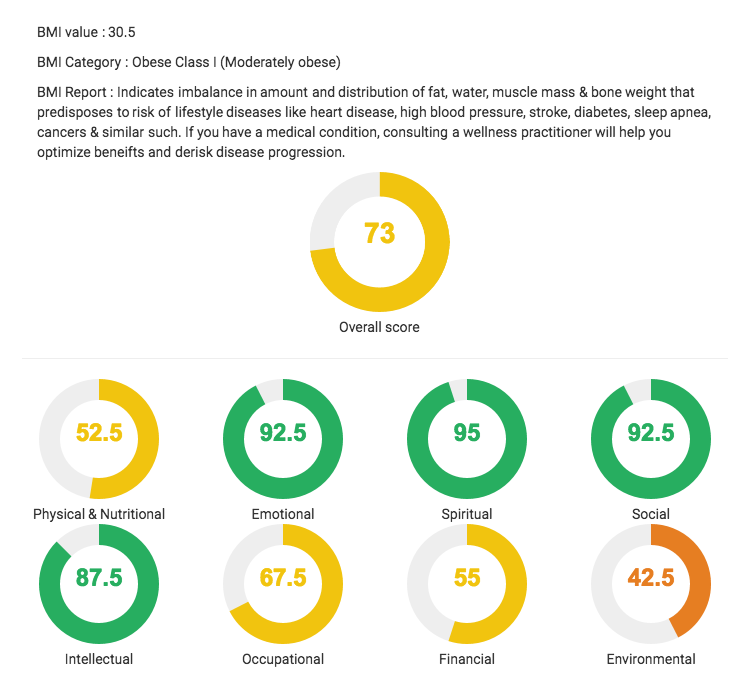 BMI value : 30.5
BMI Category : Obese Class I (Moderately obese)
BMI Report : Indicates imbalance in amount and distribution of fat, water, muscle mass & bone weight that
predisposes to risk of lifestyle diseases like heart disease, high blood pressure, stroke, diabetes, sleep apnea,
cancers & similar such. If you have a medical condition, consulting a wellness practitioner will help you
optimize beneifts and derisk disease progression.
73
Overall score
52.5 92.5 95 92.5
Physical & Nutritional Emotional Spiritual Social
87.5 67.5 55 42.5
Intellectual Occupational Financial Environmental